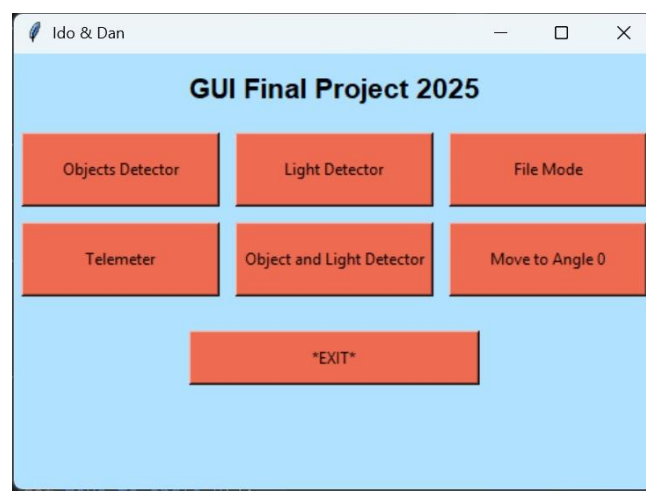 Ido & Dan
GUI Final Project 2025
Objects Detector
Light Detector
File Mode
Telemeter
Object and Light Detector
Move to Angle 0
*EXIT*